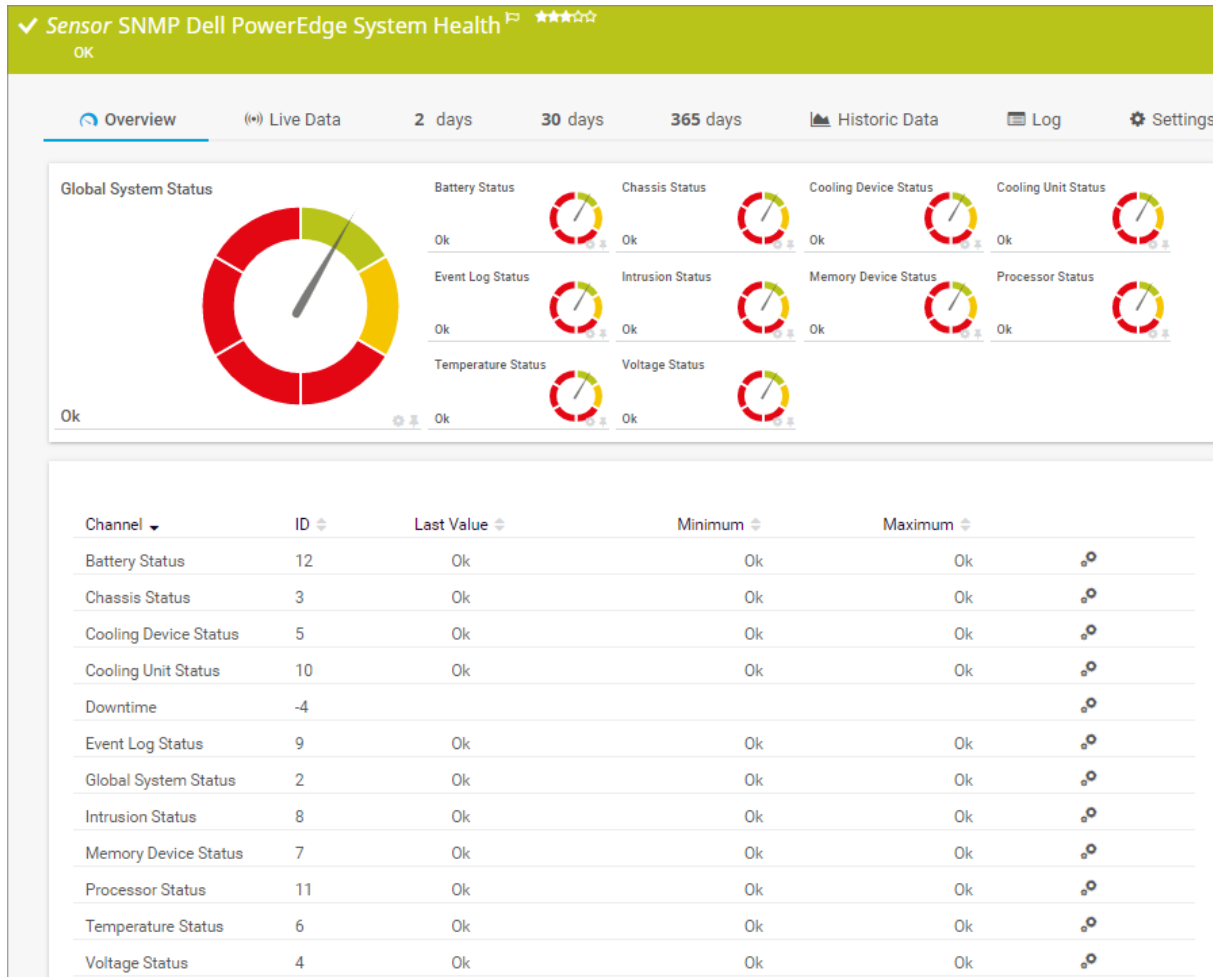 Sensor SNMP Dell PowerEdge System Health
OK
Overview Live Data 2 days 30 days 365 days Historic Data Log Settings
Global System Status
Ok
Battery Status
Ok
Chassis Status
Ok
Cooling Device Status
Ok
Cooling Unit Status
Ok
Event Log Status
Ok
Intrusion Status
Ok
Memory Device Status
Ok
Processor Status
Ok
Temperature Status
Ok
Voltage Status
Ok
Channel ID Last Value Minimum Maximum
Battery Status 12 Ok Ok Ok
Chassis Status 3 Ok Ok Ok
Cooling Device Status 5 Ok Ok Ok
Cooling Unit Status 10 Ok Ok Ok
Downtime -4
Event Log Status 9 Ok Ok Ok
Global System Status 2 Ok Ok Ok
Intrusion Status 8 Ok Ok Ok
Memory Device Status 7 Ok Ok Ok
Processor Status 11 Ok Ok Ok
Temperature Status 6 Ok Ok Ok
Voltage Status 4 Ok Ok Ok